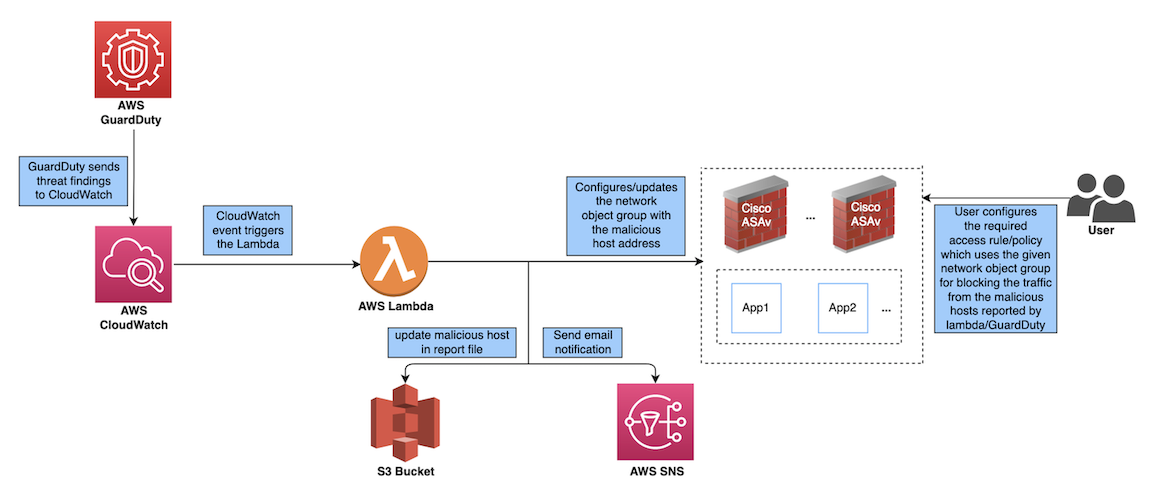 AWS
GuardDuty
GuardDuty sends
threat findings
to CloudWatch
AWS
CloudWatch
CloudWatch
event triggers
the Lambda
AWS Lambda
Configures/updates
the network
object group with
the malicious
host address
update malicious host
in report file
Send email
notification
S3 Bucket
AWS SNS
Cisco
ASAv
...
Cisco
ASAv
App1
App2
...
User
User configures
the required
access rule/policy
which uses the given
network object group
for blocking the traffic
from the malicious
hosts reported by
lambda/GuardDuty